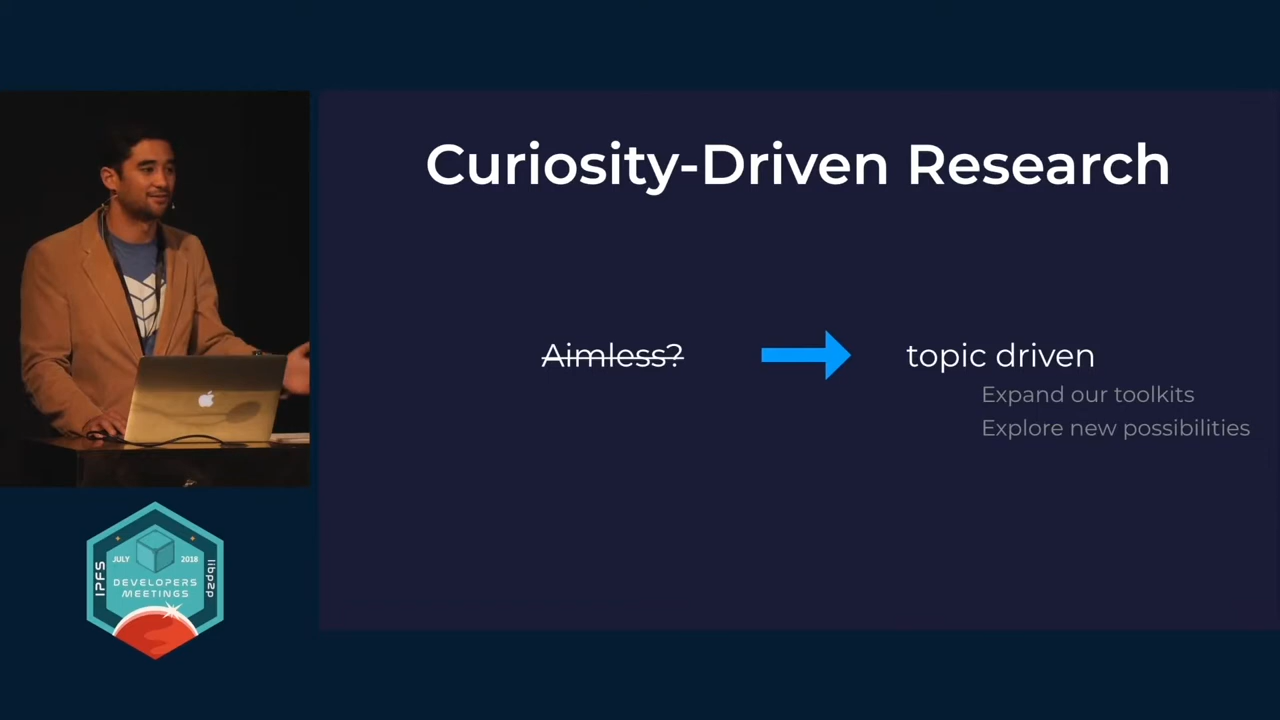 Curiosity-Driven Research
Aimless?
topic driven
Expand our toolkits
Explore new possibilities
JULY
2018
IPFS
libp2p
DEVELOPERS
MEETINGS